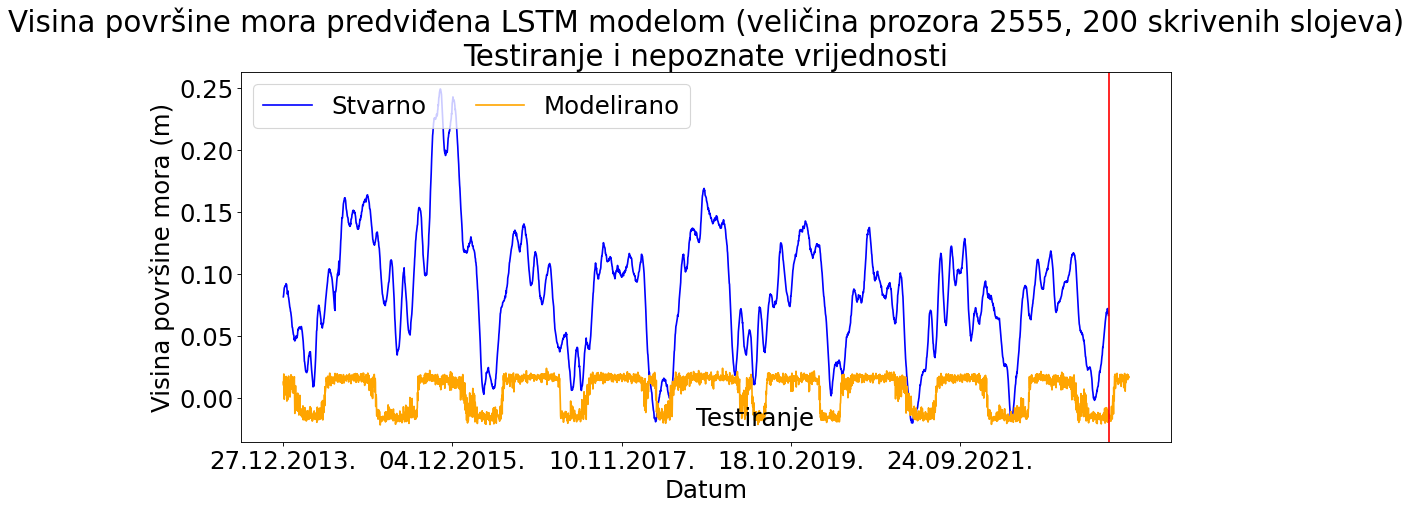 Visina površine mora predviđena LSTM modelom (veličina prozora 2555, 200 skrivenih slojeva)
Testiranje i nepoznate vrijednosti
Stvarno Modelirano
Visina površine mora (m)
0.25
0.20
0.15
0.10
0.05
0.00
Testiranje
27.12.2013. 04.12.2015. 10.11.2017. 18.10.2019. 24.09.2021.
Datum